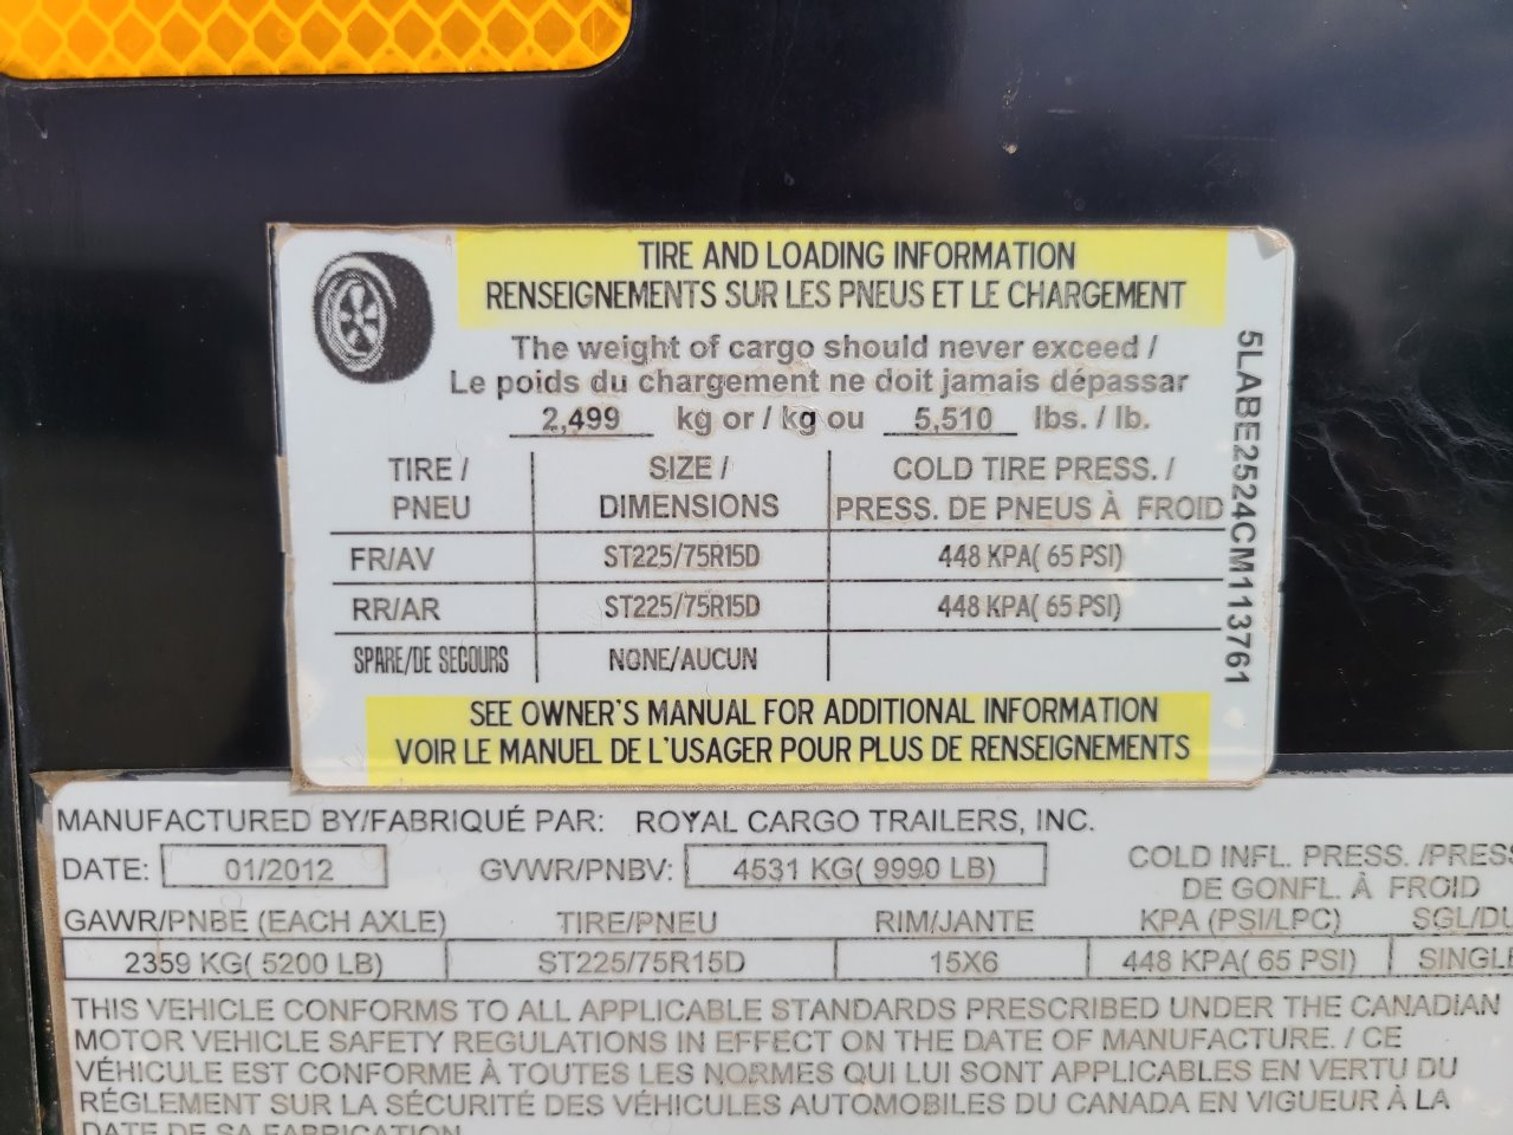 TIRE AND LOADING INFORMATION
RENSEIGNEMENTS SUR LES PNEUS ET LE CHARGEMENT
The weight of cargo should never exceed /
Le poids du chargement ne doit jamais dépassar
2,499 kg or / kg ou 5,510 lbs. / lb.
TIRE / SIZE / COLD TIRE PRESS. /
PNEU DIMENSIONS PRESS. DE PNEUS À FROID
FR/AV ST225/75R15D 448 KPA( 65 PSI)
RR/AR ST225/75R15D 448 KPA( 65 PSI)
SPARE/DE SECOURS NONE/AUCUN
5LABE2524CM113761
SEE OWNER'S MANUAL FOR ADDITIONAL INFORMATION
VOIR LE MANUEL DE L'USAGER POUR PLUS DE RENSEIGNEMENTS
MANUFACTURED BY/FABRIQUÉ PAR: ROYAL CARGO TRAILERS, INC.
DATE: 01/2012 GVWR/PNBV: 4531 KG( 9990 LB)
COLD INFL. PRESS. /PRESS
DE GONFL. À FROID
GAWR/PNBE (EACH AXLE) TIRE/PNEU RIM/JANTE KPA (PSI/LPC) SGL/DU
2359 KG( 5200 LB) ST225/75R15D 15X6 448 KPA( 65 PSI) SINGLE
THIS VEHICLE CONFORMS TO ALL APPLICABLE STANDARDS PRESCRIBED UNDER THE CANADIAN
MOTOR VEHICLE SAFETY REGULATIONS IN EFFECT ON THE DATE OF MANUFACTURE. / CE
VÉHICULE EST CONFORME À TOUTES LES NORMES QUI LUI SONT APPLICABLES EN VERTU DU
RÉGLEMENT SUR LA SÉCURITÉ DES VÉHICULES AUTOMOBILES DU CANADA EN VIGUEUR À LA
DATE DE SA FABRICATION